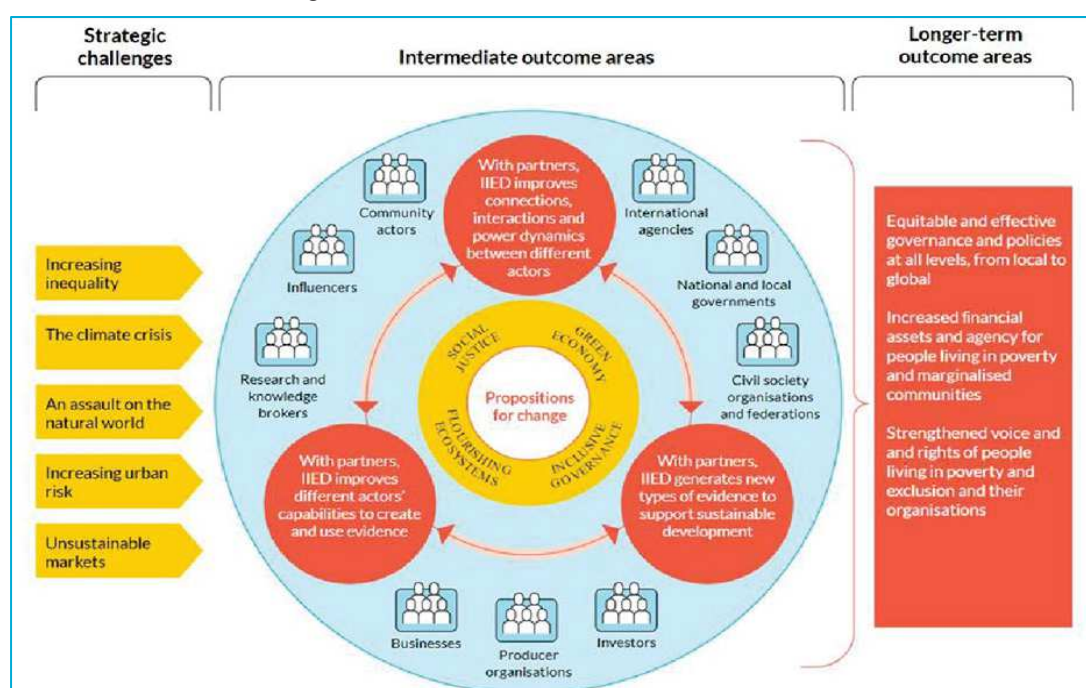 Strategic
challenges
Intermediate outcome areas
Longer-term
outcome areas
Increasing
inequality
The climate crisis
An assault on the
natural world
Increasing urban
risk
Unsustainable
markets
Community
actors
Influencers
Research and
knowledge
brokers
With partners,
IIED improves
connections,
interactions and
power dynamics
between different
actors
International
agencies
National and local
governments
Civil society
organisations
and federations
SOCIAL
JUSTICE
GREEN
ECONOMY
Propositions
for change
FLOURISHING
ECOSYSTEMS
INCLUSIVE
GOVERNANCE
With partners,
IIED improves
different actors'
capabilities to create
and use evidence
With partners,
IIED generates new
types of evidence to
support sustainable
development
Businesses
Producer
organisations
Investors
Equitable and effective
governance and policies
at all levels, from local to
global
Increased financial
assets and agency for
people living in poverty
and marginalised
communities
Strengthened voice and
and rights of people
living in poverty and
exclusion and their
organisations